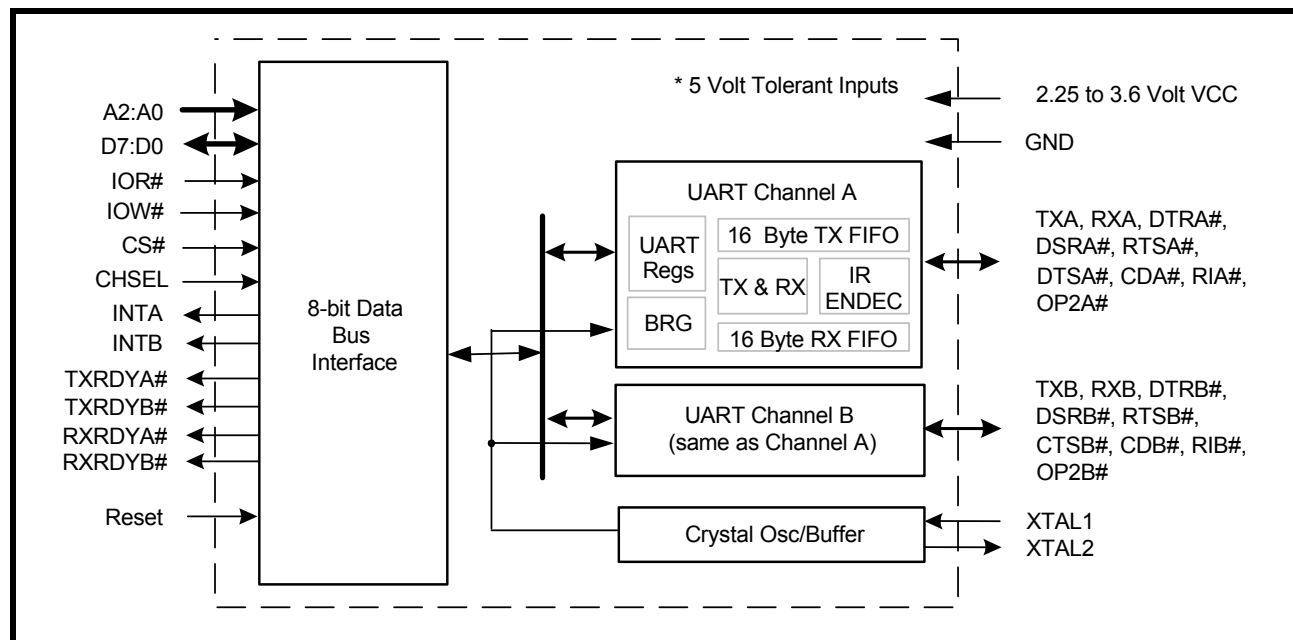 A2:A0
D7:D0
IOR#
IOW#
CS#
CHSEL
INTA
INTB
TXRDYA#
TXRDYB#
RXRDYA#
RXRDYB#
Reset
8-bit Data
Bus
Interface
* 5 Volt Tolerant Inputs
UART Channel A
UART
Regs
BRG
16 Byte TX FIFO
TX & RX
IR
ENDEC
16 Byte RX FIFO
UART Channel B
(same as Channel A)
Crystal Osc/Buffer
2.25 to 3.6 Volt VCC
GND
TXA, RXA, DTRA#,
DSRA#, RTSA#,
DTSA#, CDA#, RIA#,
OP2A#
TXB, RXB, DTRB#,
DSRB#, RTSB#,
CTSB#, CDB#, RIB#,
OP2B#
XTAL1
XTAL2